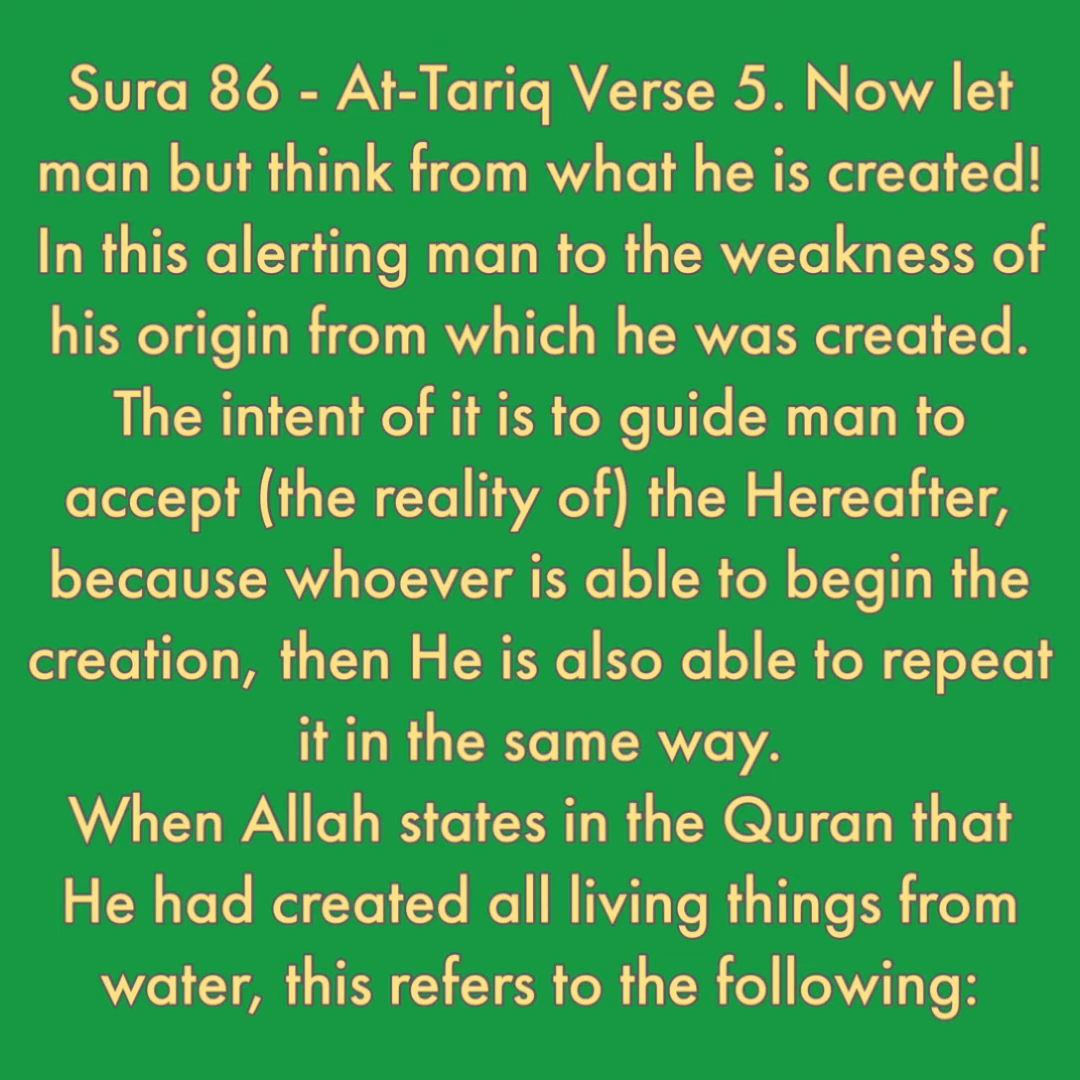 Sura 86 - At-Tariq Verse 5. Now let
man but think from what he is created!
In this alerting man to the weakness of
his origin from which he was created.
The intent of it is to guide man to
accept (the reality of) the Hereafter,
because whoever is able to begin the
creation, then He is also able to repeat
it in the same way.
When Allah states in the Quran that
He had created all living things from
water, this refers to the following: